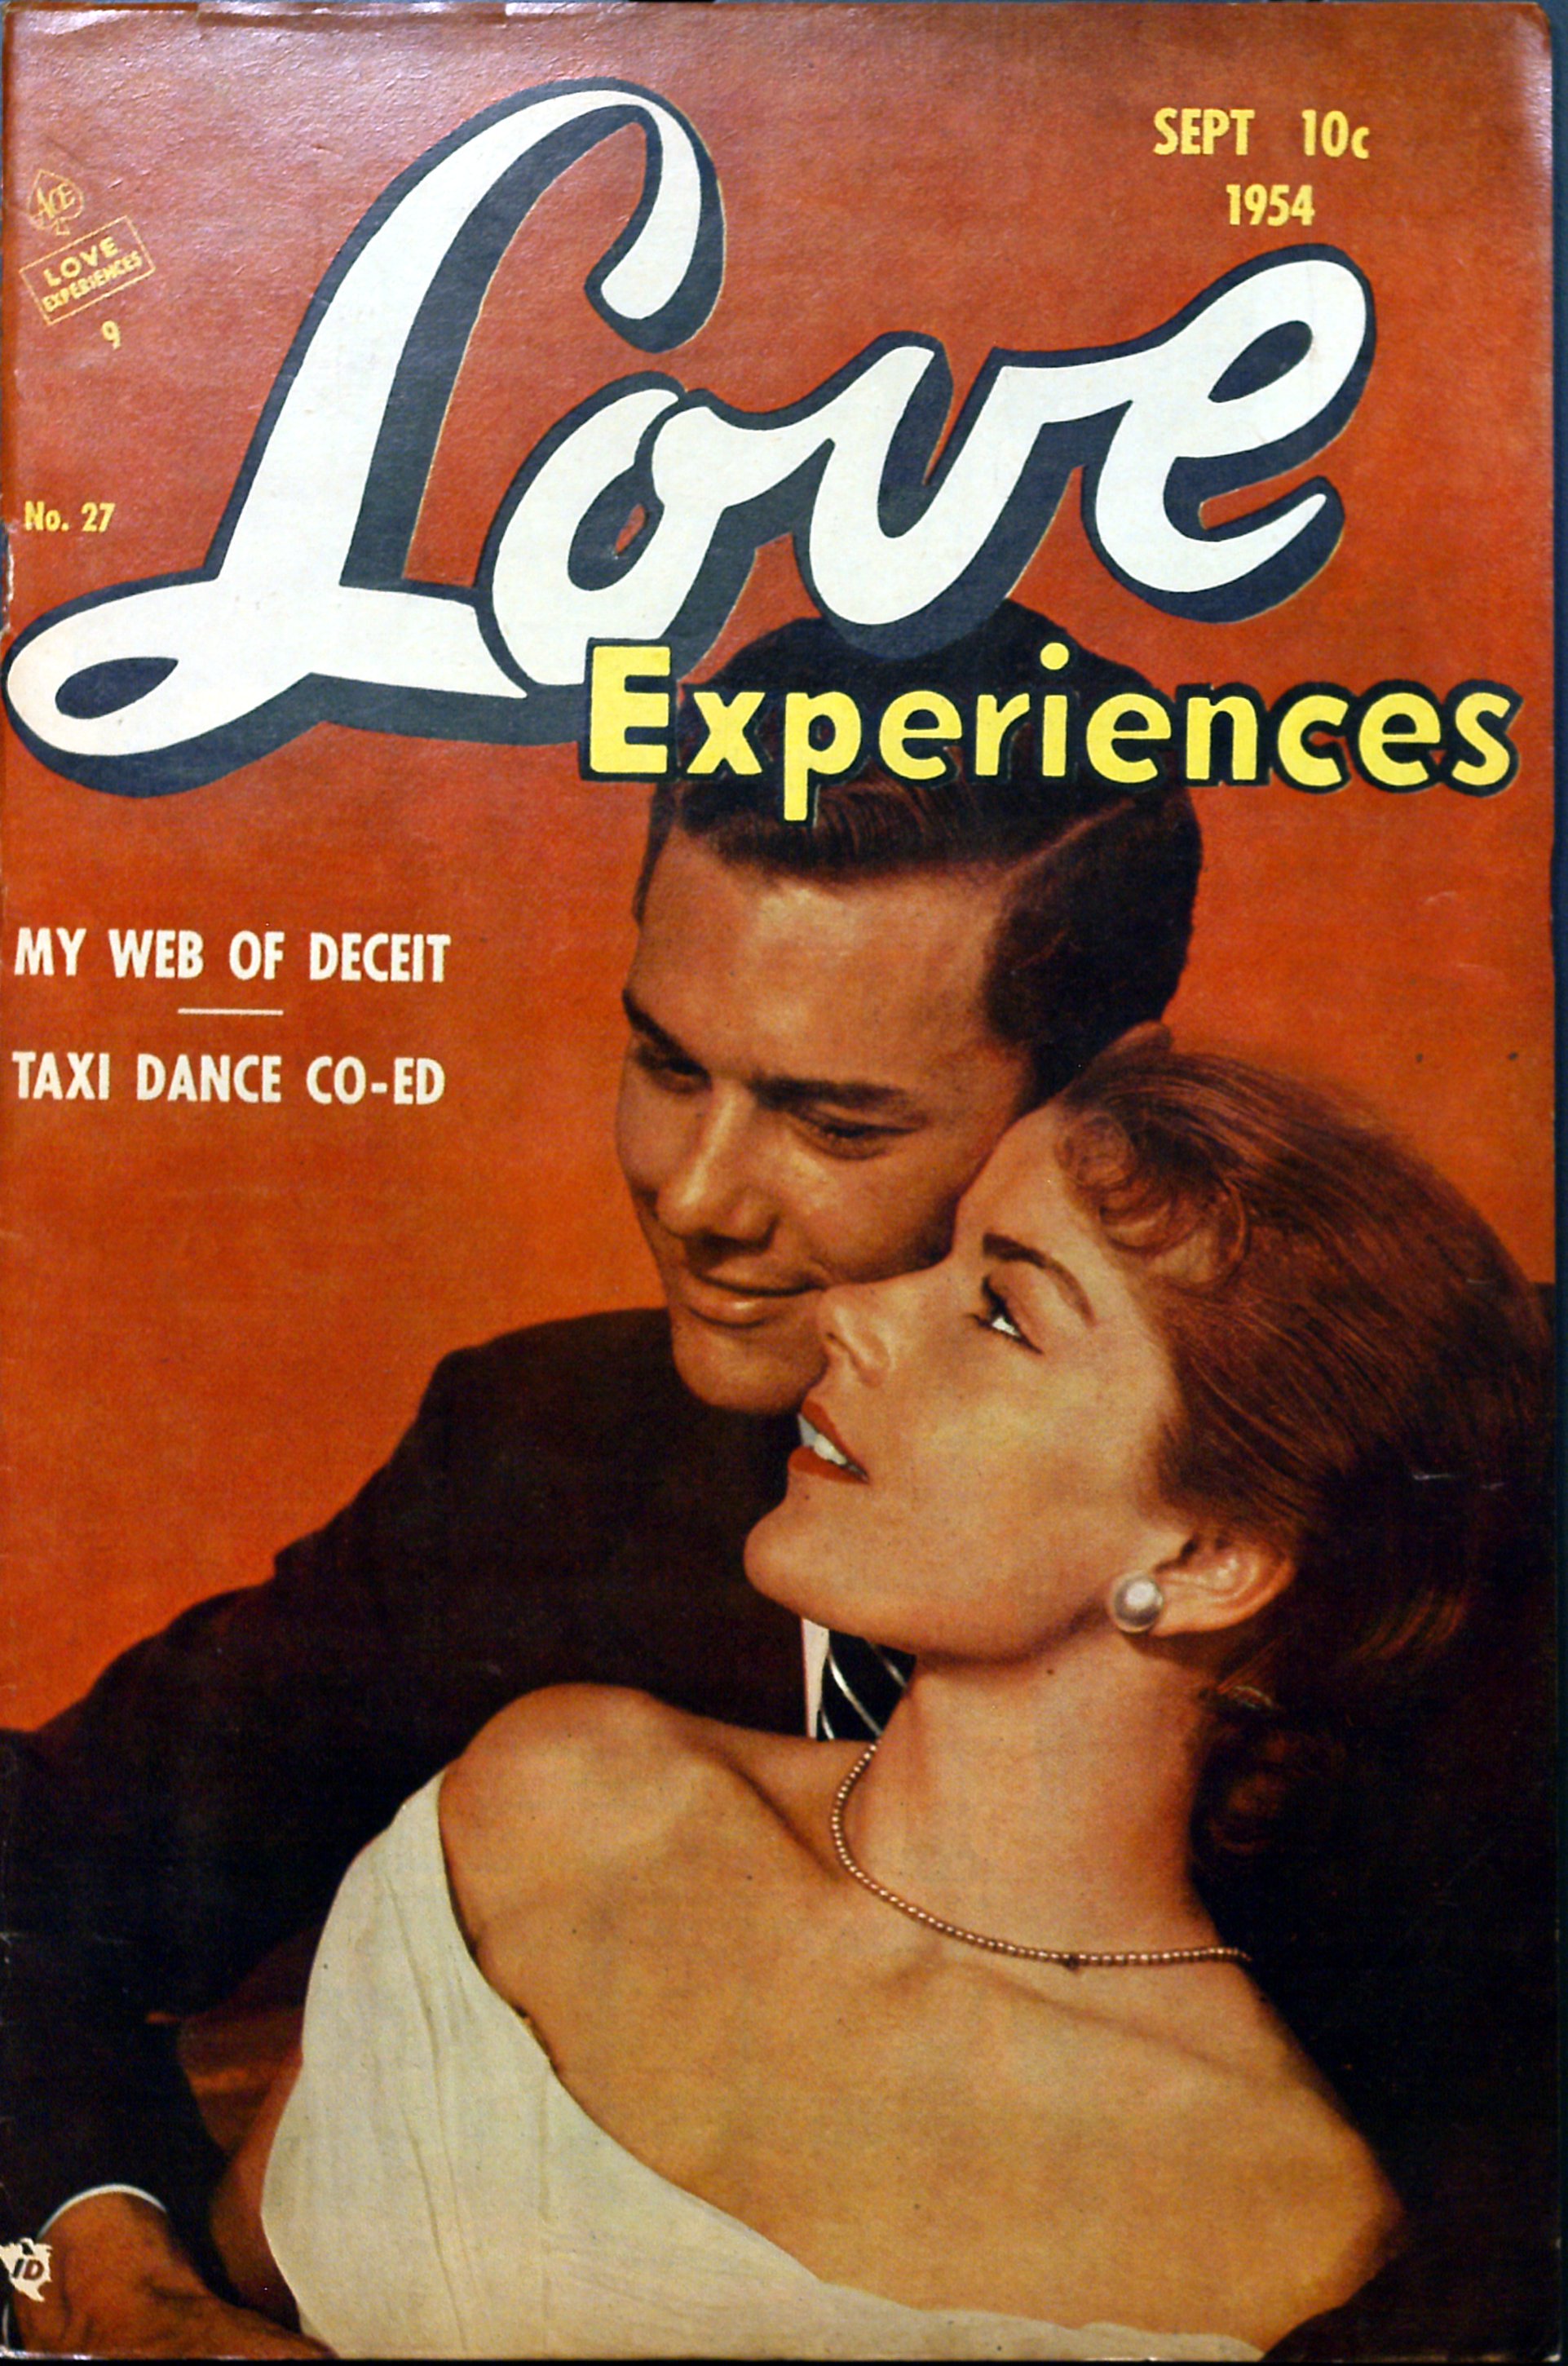 SEPT 10c
1954
ACE
LOVE
EXPERIENCES
9
Love
No. 27
Experiences
MY WEB OF DECEIT
TAXI DANCE CO-ED
ID